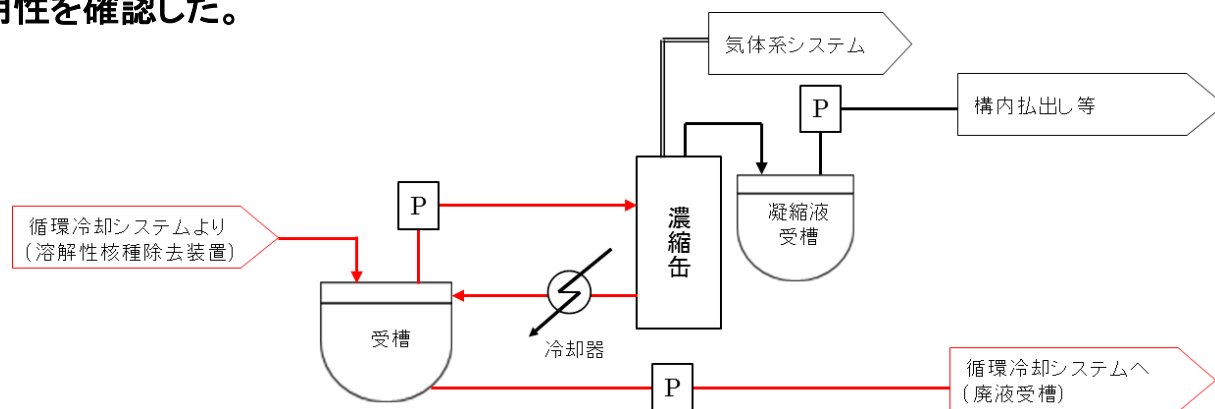 用性を確認した。
気体系システム
構内払出し等
P
P
循環冷却システムより
(溶解性核種除去装置)
濃縮缶
凝縮液
受槽
受槽
冷却器
P
循環冷却システムへ
(廃液受槽)